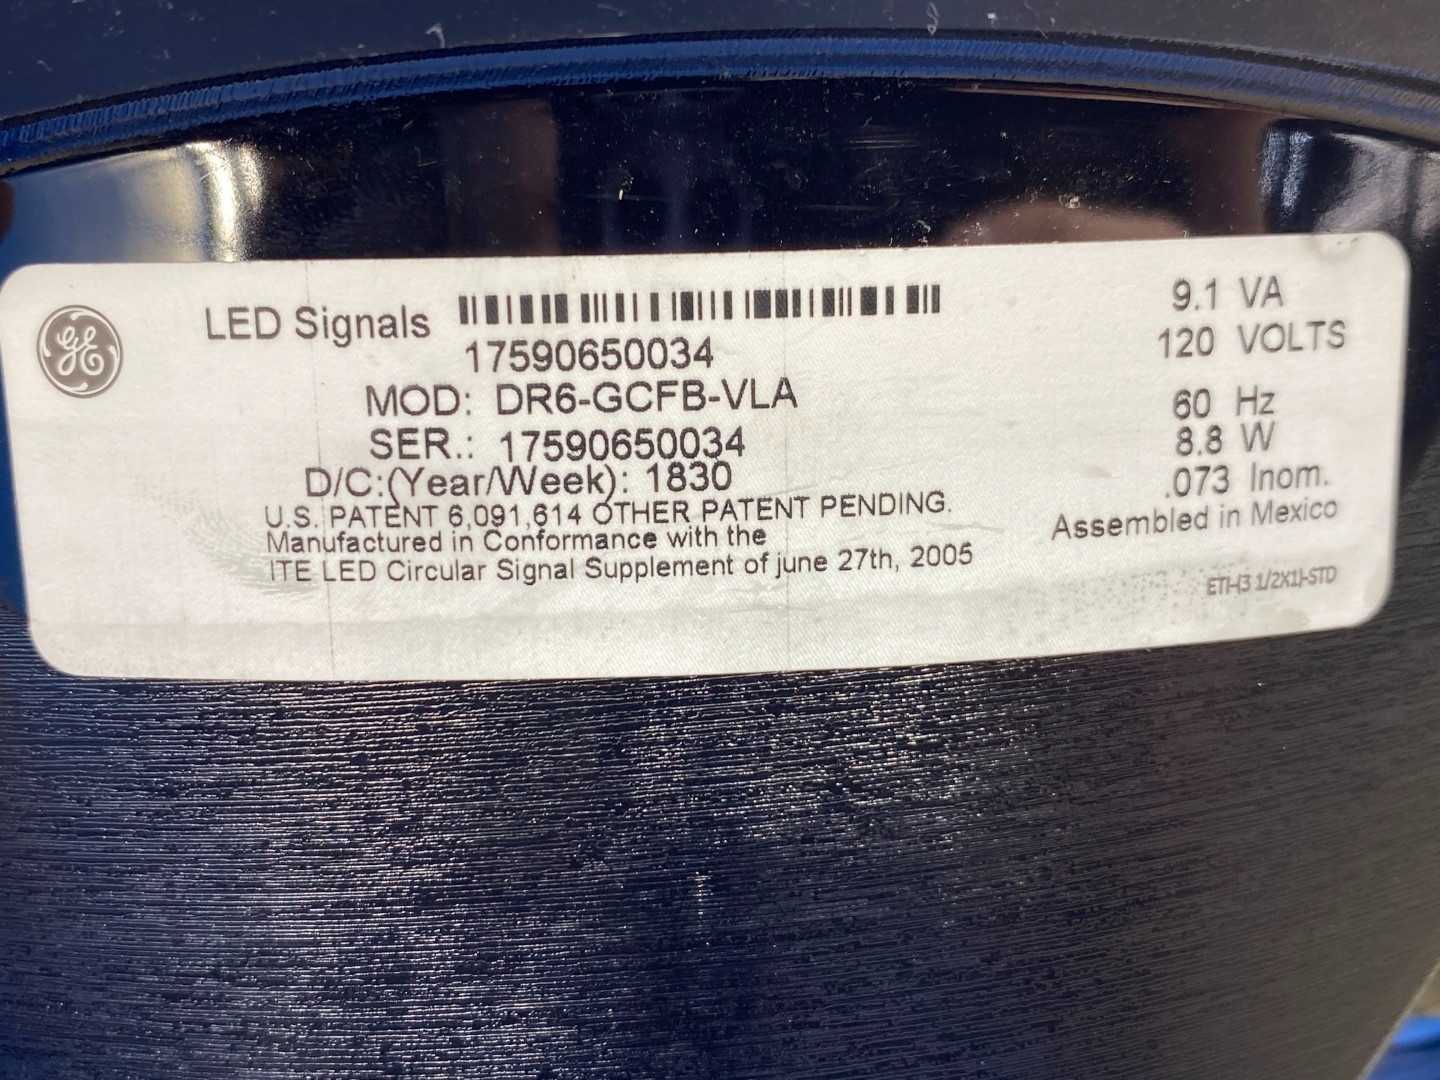 GE
LED Signals
17590650034
MOD: DR6-GCFB-VLA
SER.: 17590650034
D/C:(Year/Week): 1830
U.S. PATENT 6,091,614 OTHER PATENT PENDING.
Manufactured in Conformance with the
ITE LED Circular Signal Supplement of june 27th, 2005
9.1 VA
120 VOLTS
60 Hz
8.8 W
.073 Inom.
Assembled in Mexico
ETI-(3 1/2X1)-STD